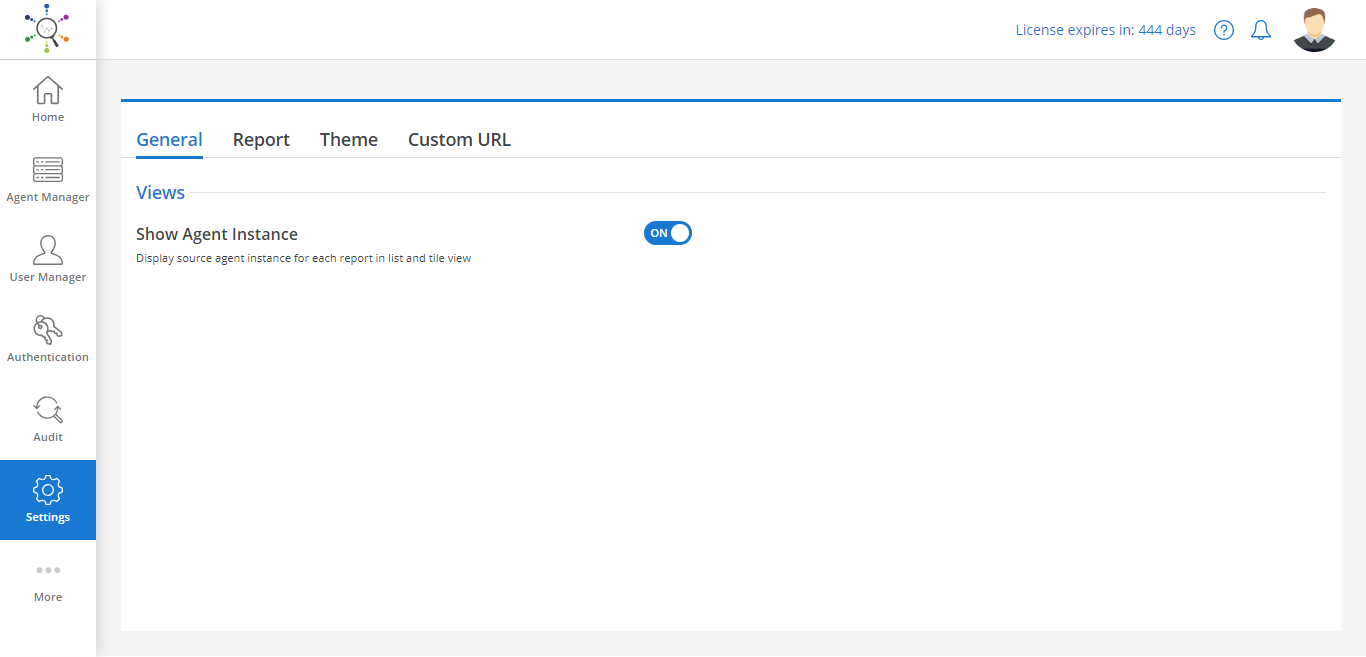 License expires in: 444 days
Home
Agent Manager
User Manager
Authentication
Audit
Settings
More
General Report Theme Custom URL
Views
Show Agent Instance ON
Display source agent instance for each report in list and tile view